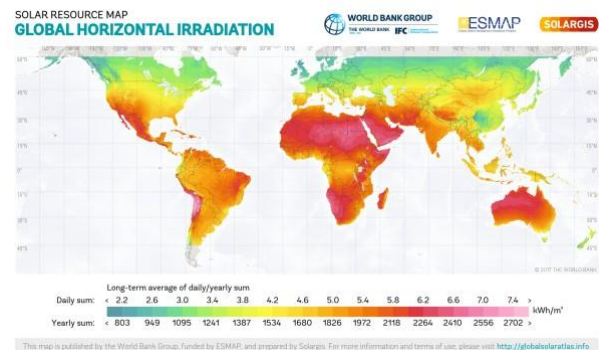 SOLAR RESOURCE MAP
GLOBAL HORIZONTAL IRRADIATION
WORLD BANK GROUP
THE WORLD BANK IFC
ESMAP
SOLARGIS
© 2017 THE WORLD BANK
Long-term average of daily/yearly sum
Daily sum: < 2.2 2.6 3.0 3.4 3.8 4.2 4.6 5.0 5.4 5.8 6.2 6.6 7.0 7.4 >
kWh/m²
Yearly sum: < 803 949 1095 1241 1387 1534 1680 1826 1972 2118 2264 2410 2556 2702 >
This map is published by the World Bank Group, funded by ESMAP, and prepared by Solargis. For more information and terms of use, please visit http://globalsolaratlas.info